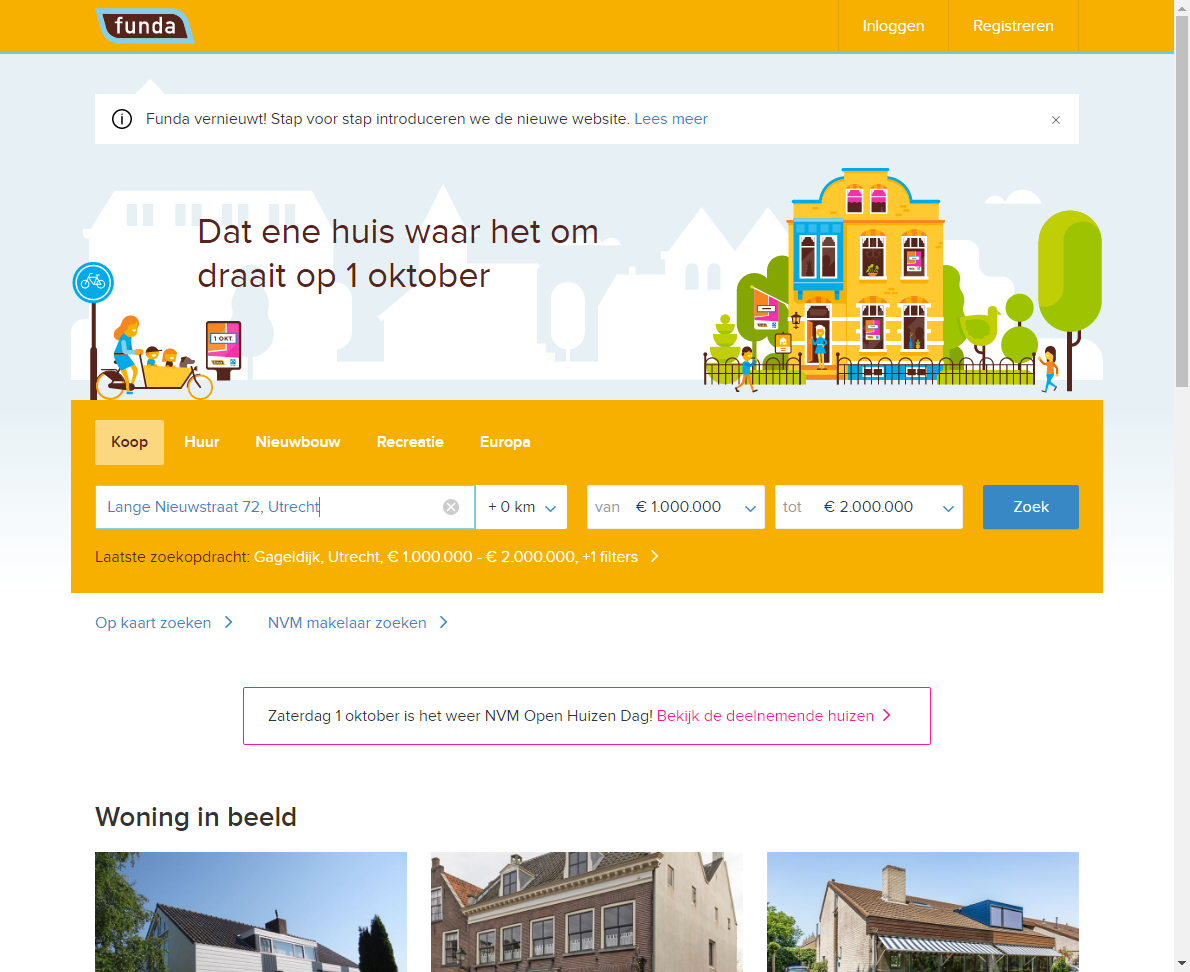 funda
Inloggen
Registreren
Funda vernieuwt! Stap voor stap introduceren we de nieuwe website. Lees meer
Dat ene huis waar het om
draait op 1 oktober
1 OKT
Koop
Huur
Nieuwbouw
Recreatie
Europa
Lange Nieuwstraat 72, Utrecht
+ 0 km
van € 1.000.000
tot € 2.000.000
Zoek
Laatste zoekopdracht: Gageldijk, Utrecht, € 1.000.000 - € 2.000.000, +1 filters
Op kaart zoeken
NVM makelaar zoeken
Zaterdag 1 oktober is het weer NVM Open Huizen Dag! Bekijk de deelnemende huizen
Woning in beeld